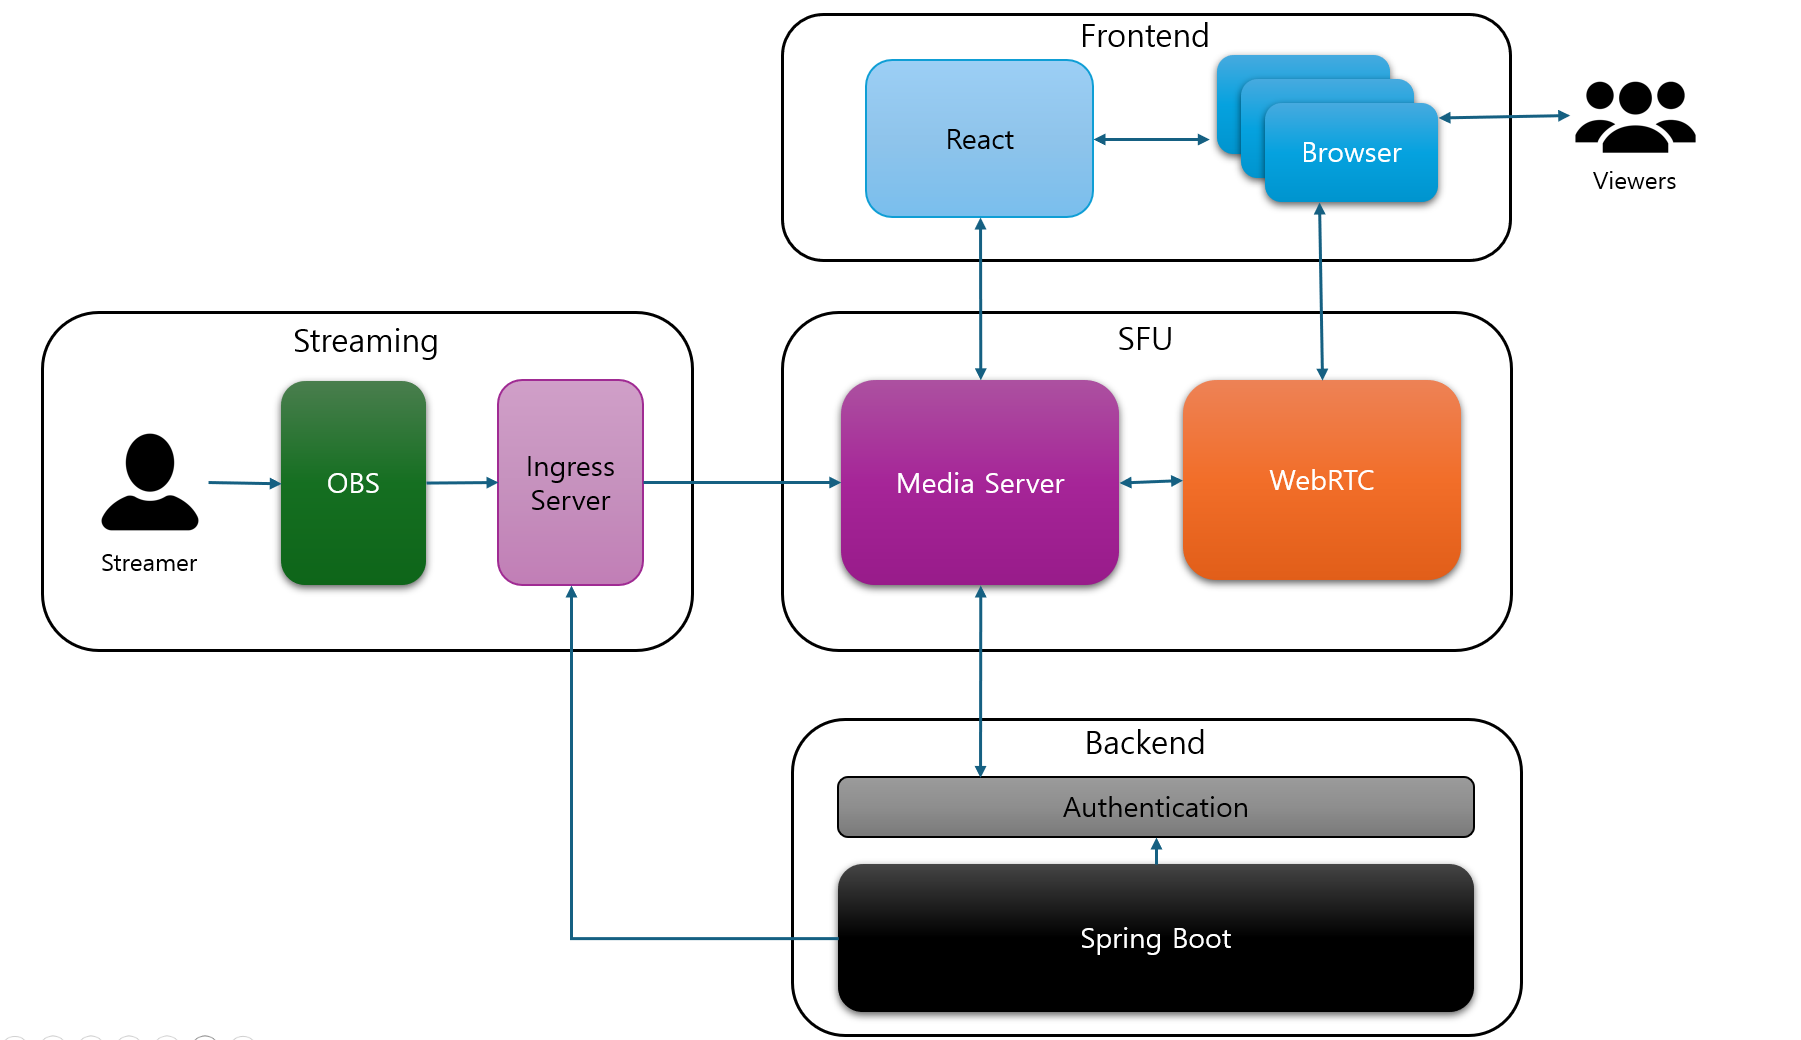 Frontend
React
Browser
Viewers
Streaming
SFU
OBS
Ingress
Server
Media Server
WebRTC
Streamer
Backend
Authentication
Spring Boot